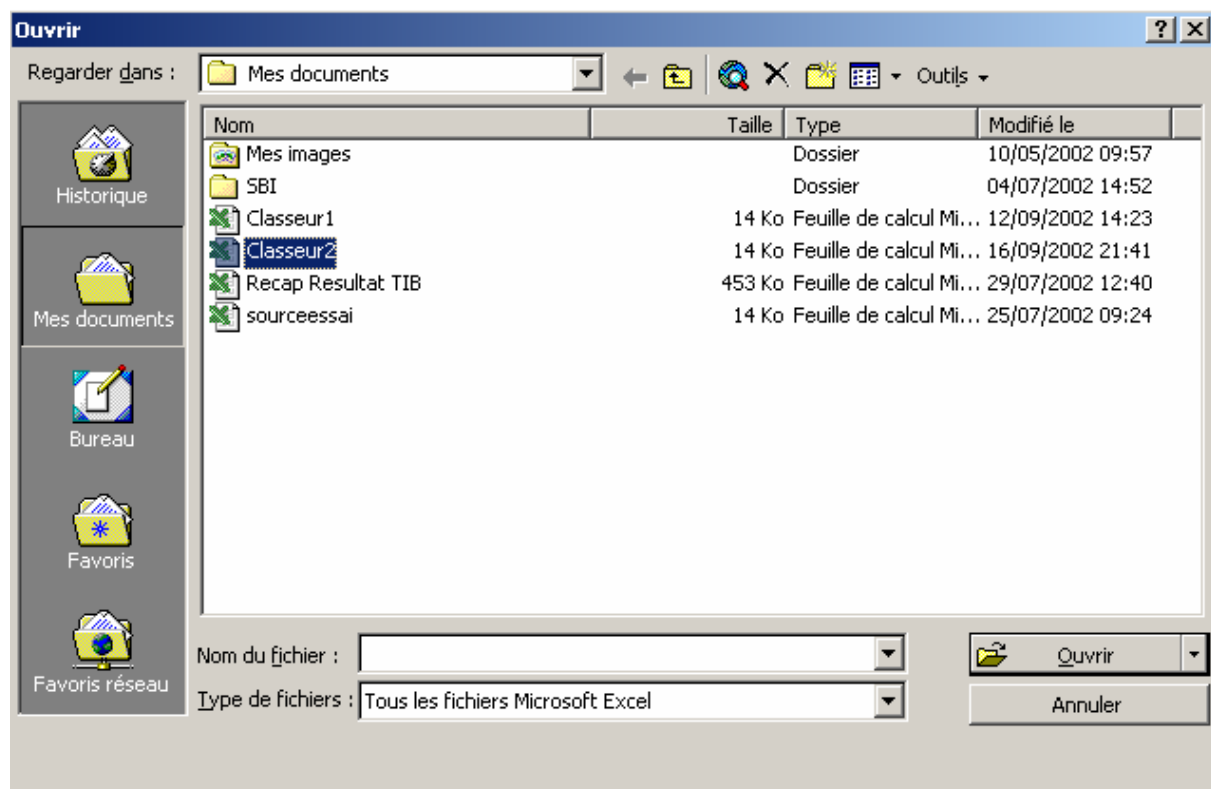 Ouvrir
Regarder dans : Mes documents Outils
Nom Taille Type Modifié le
Mes images Dossier 10/05/2002 09:57
SBI Dossier 04/07/2002 14:52
Classeur1 14 Ko Feuille de calcul Mi... 12/09/2002 14:23
Classeur2 14 Ko Feuille de calcul Mi... 16/09/2002 21:41
Recap Resultat TIB 453 Ko Feuille de calcul Mi... 29/07/2002 12:40
sourceessai 14 Ko Feuille de calcul Mi... 25/07/2002 09:24
Historique
Mes documents
Bureau
Favoris
Favoris réseau
Nom du fichier : Ouvrir
Type de fichiers : Tous les fichiers Microsoft Excel Annuler